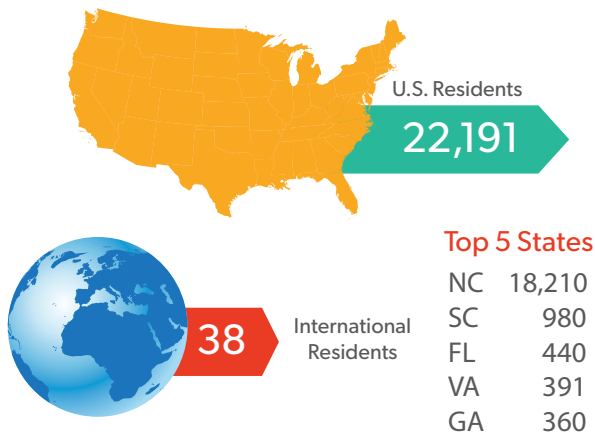 U.S. Residents
22,191
38
International
Residents
Top 5 States
NC 18,210
SC 980
FL 440
VA 391
GA 360